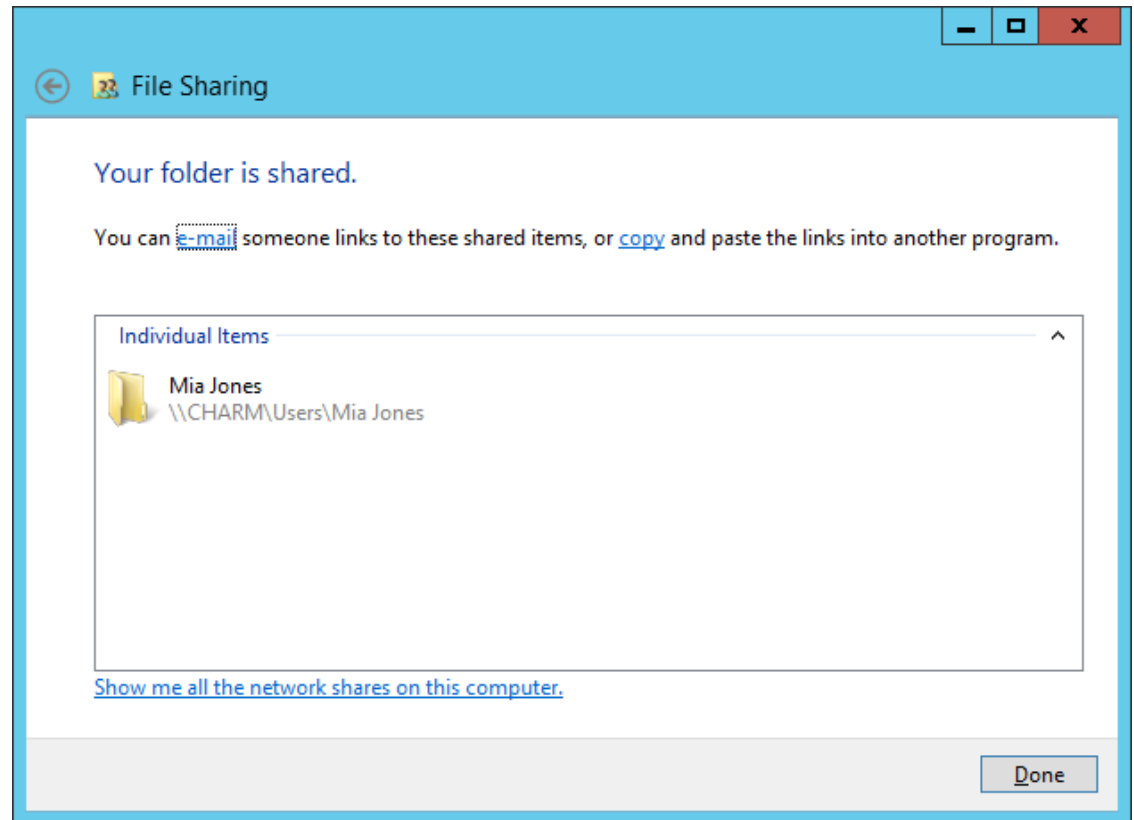 File Sharing
Your folder is shared.
You can e-mail someone links to these shared items, or copy and paste the links into another program.
Individual Items
Mia Jones
\\CHARM\Users\Mia Jones
Show me all the network shares on this computer.
Done